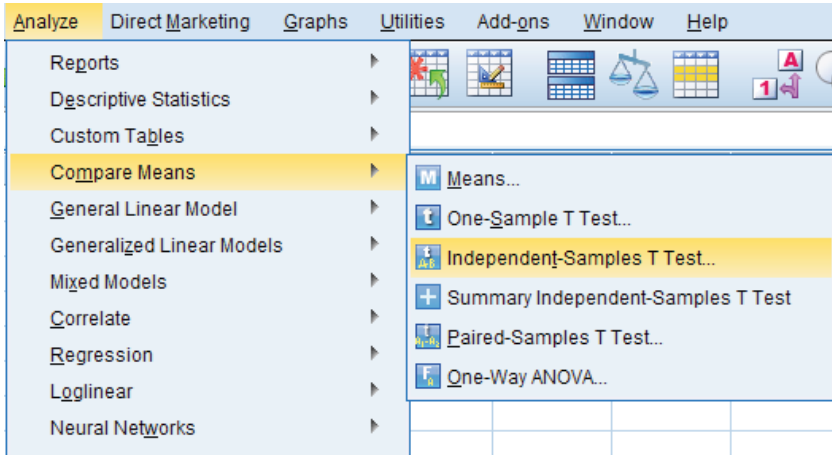 Analyze Direct Marketing Graphs Utilities Add-ons Window Help
A
1
Reports
Descriptive Statistics
Custom Tables
Compare Means
General Linear Model
Generalized Linear Models
Mixed Models
Correlate
Regression
Loglinear
Neural Networks
M Means...
t One-Sample T Test...
t A-B Independent-Samples T Test...
Summary Independent-Samples T Test
Paired-Samples T Test...
One-Way ANOVA...